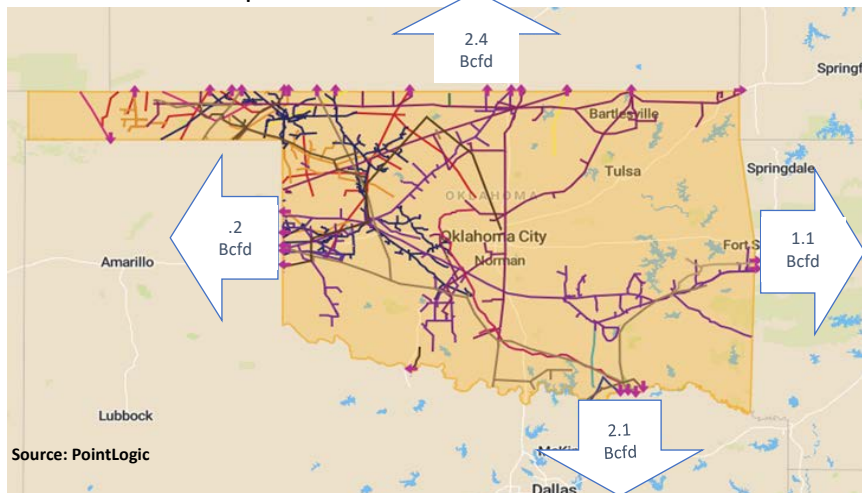 2.4
Bcfd
Springf
Bartlesville
Tulsa
Springdale
OKLAHOMA
.2
Bcfd
Oklahoma City
Fort S
1.1
Bcfd
Amarillo
Norman
Lubbock
2.1
Bcfd
Source: PointLogic
Dallas